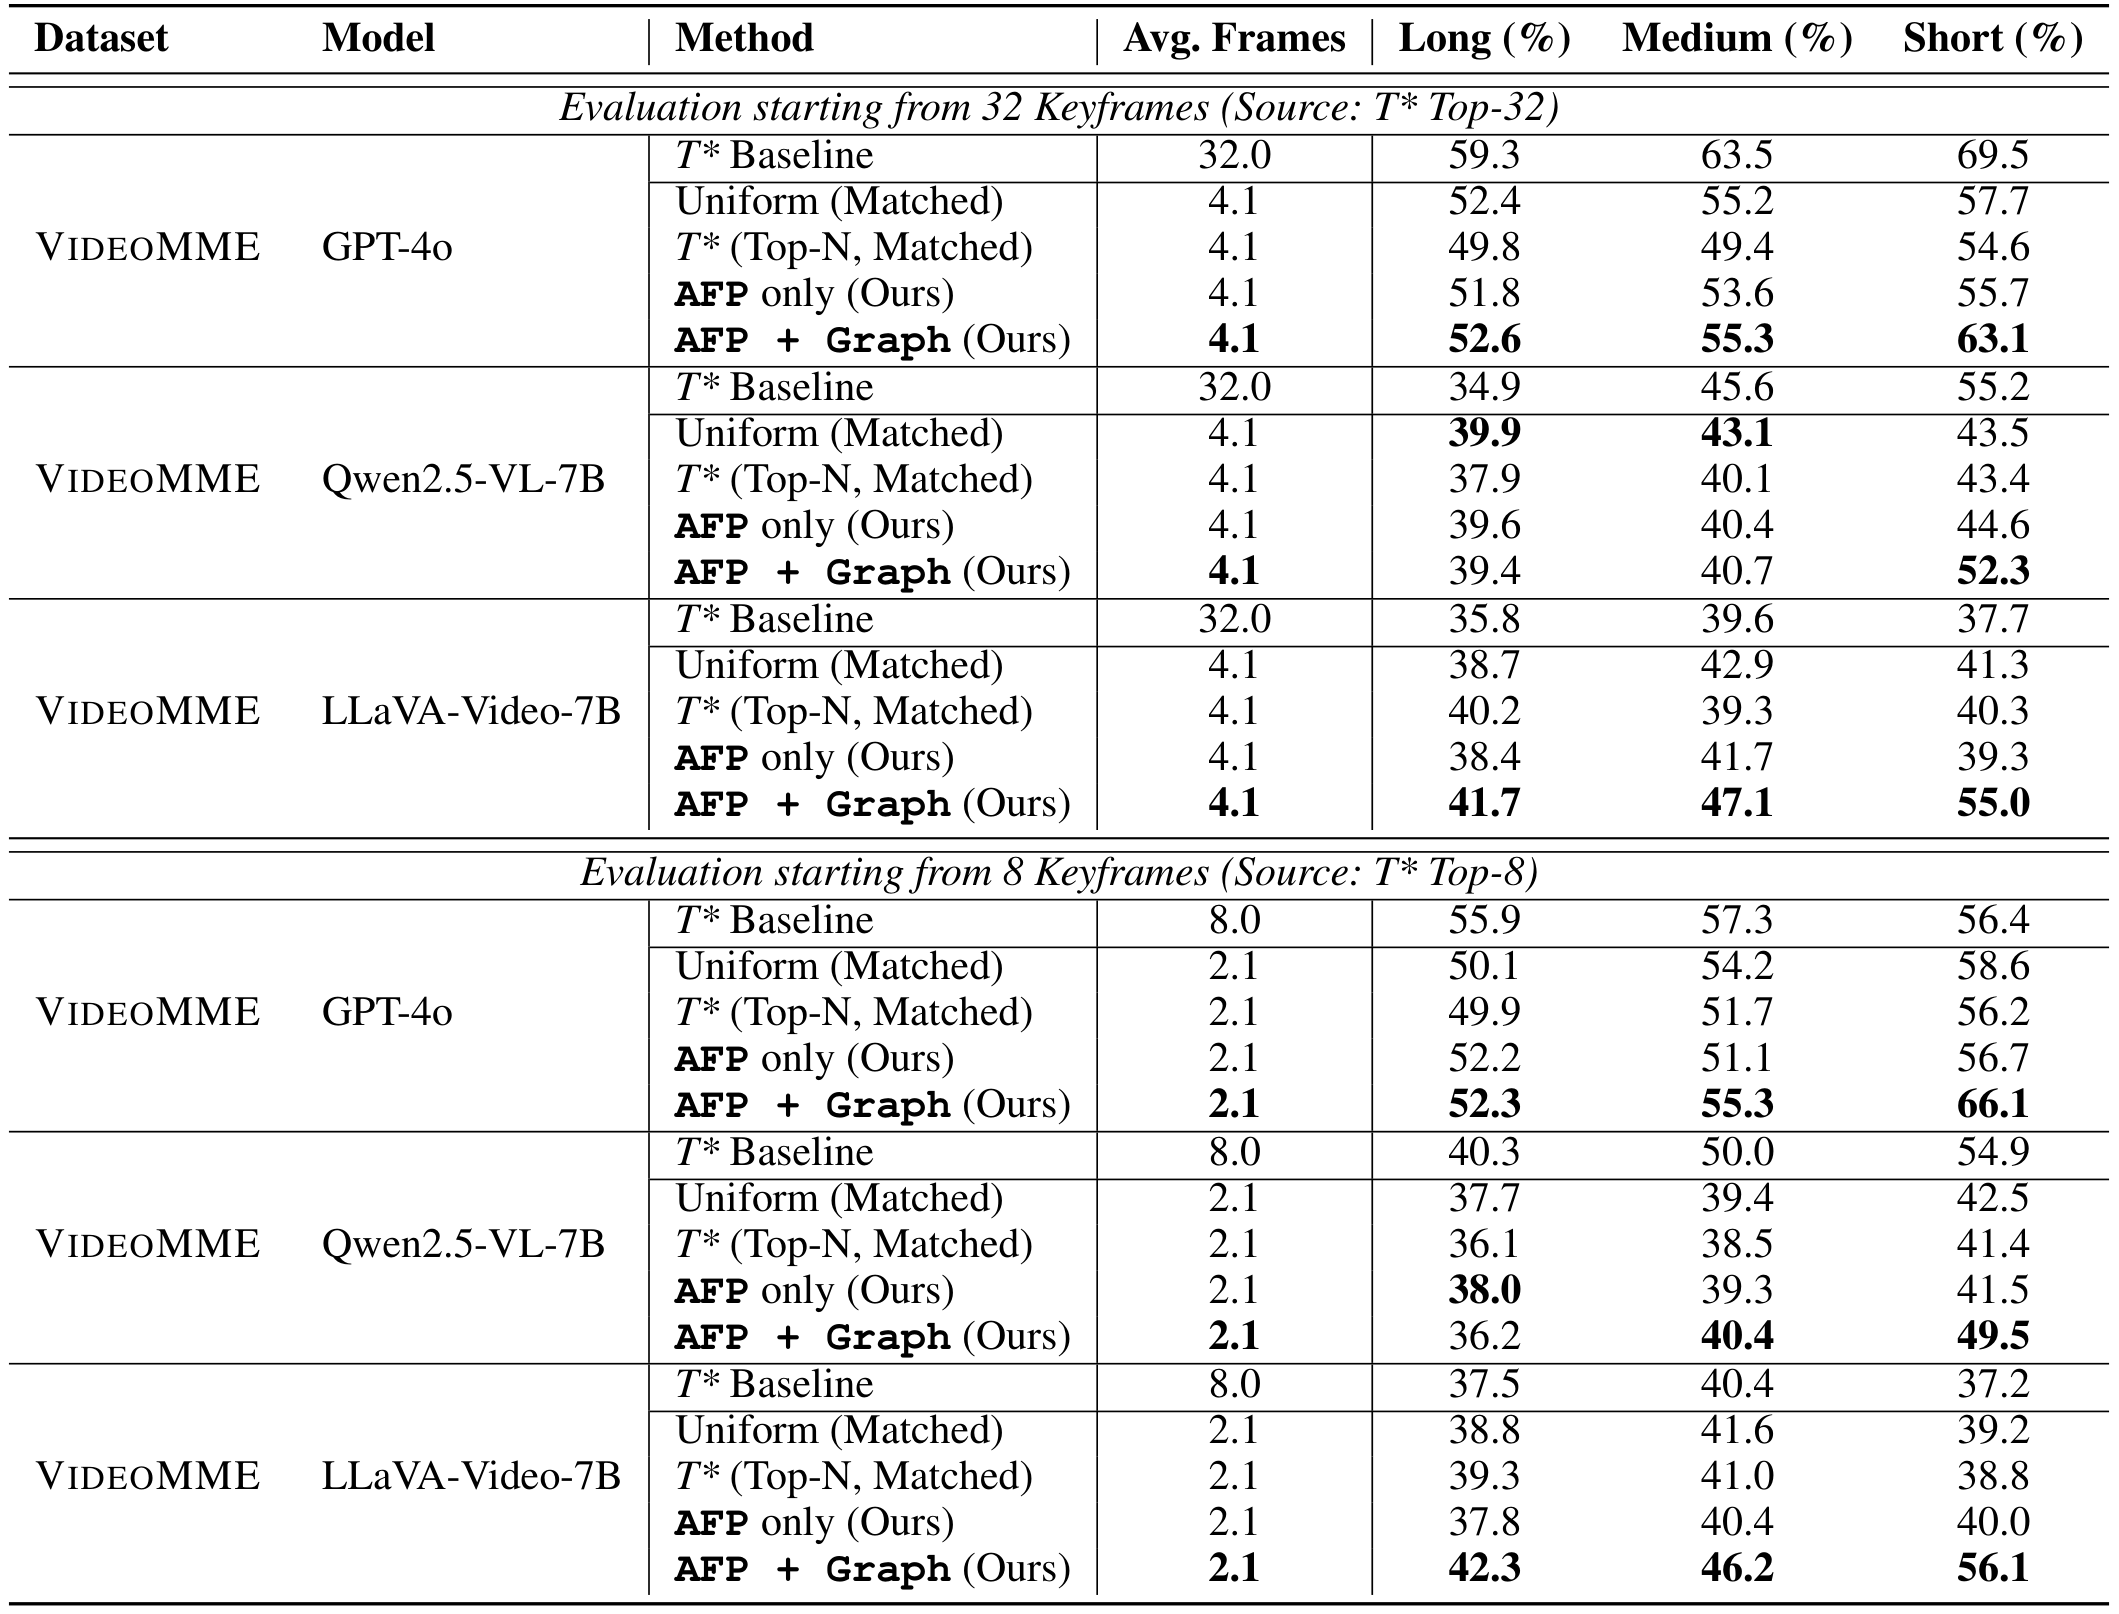 Dataset Model Method Avg. Frames Long (%) Medium (%) Short (%)
Evaluation starting from 32 Keyframes (Source: T* Top-32)
T* Baseline 32.0 59.3 63.5 69.5
Uniform (Matched) 4.1 52.4 55.2 57.7
VIDEOMME GPT-4o T* (Top-N, Matched) 4.1 49.8 49.4 54.6
AFP only (Ours) 4.1 51.8 53.6 55.7
AFP + Graph (Ours) 4.1 52.6 55.3 63.1
T* Baseline 32.0 34.9 45.6 55.2
Uniform (Matched) 4.1 39.9 43.1 43.5
VIDEOMME Qwen2.5-VL-7B T* (Top-N, Matched) 4.1 37.9 40.1 43.4
AFP only (Ours) 4.1 39.6 40.4 44.6
AFP + Graph (Ours) 4.1 39.4 40.7 52.3
T* Baseline 32.0 35.8 39.6 37.7
Uniform (Matched) 4.1 38.7 42.9 41.3
VIDEOMME LLaVA-Video-7B T* (Top-N, Matched) 4.1 40.2 39.3 40.3
AFP only (Ours) 4.1 38.4 41.7 39.3
AFP + Graph (Ours) 4.1 41.7 47.1 55.0
Evaluation starting from 8 Keyframes (Source: T* Top-8)
T* Baseline 8.0 55.9 57.3 56.4
Uniform (Matched) 2.1 50.1 54.2 58.6
VIDEOMME GPT-4o T* (Top-N, Matched) 2.1 49.9 51.7 56.2
AFP only (Ours) 2.1 52.2 51.1 56.7
AFP + Graph (Ours) 2.1 52.3 55.3 66.1
T* Baseline 8.0 40.3 50.0 54.9
Uniform (Matched) 2.1 37.7 39.4 42.5
VIDEOMME Qwen2.5-VL-7B T* (Top-N, Matched) 2.1 36.1 38.5 41.4
AFP only (Ours) 2.1 38.0 39.3 41.5
AFP + Graph (Ours) 2.1 36.2 40.4 49.5
T* Baseline 8.0 37.5 40.4 37.2
Uniform (Matched) 2.1 38.8 41.6 39.2
VIDEOMME LLaVA-Video-7B T* (Top-N, Matched) 2.1 39.3 41.0 38.8
AFP only (Ours) 2.1 37.8 40.4 40.0
AFP + Graph (Ours) 2.1 42.3 46.2 56.1